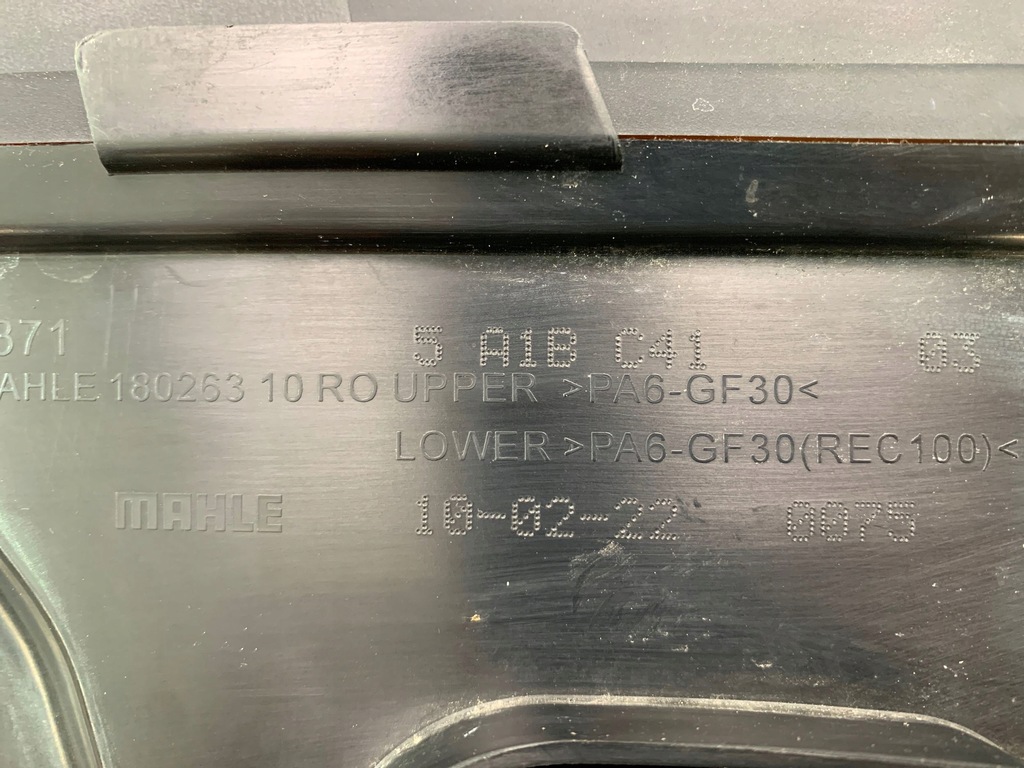 871
5 A1B C41 03
AHLE 180263 10 RO UPPER >PA6-GF30<
LOWER >PA6-GF30(REC100)<
MAHLE 10-02-22 0075